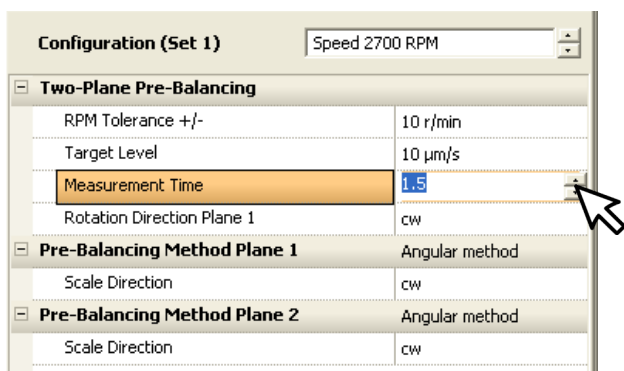 Configuration (Set 1) Speed 2700 RPM
Two-Plane Pre-Balancing
RPM Tolerance +/- 10 r/min
Target Level 10 µm/s
Measurement Time 1.5
Rotation Direction Plane 1 cw
Pre-Balancing Method Plane 1 Angular method
Scale Direction cw
Pre-Balancing Method Plane 2 Angular method
Scale Direction cw